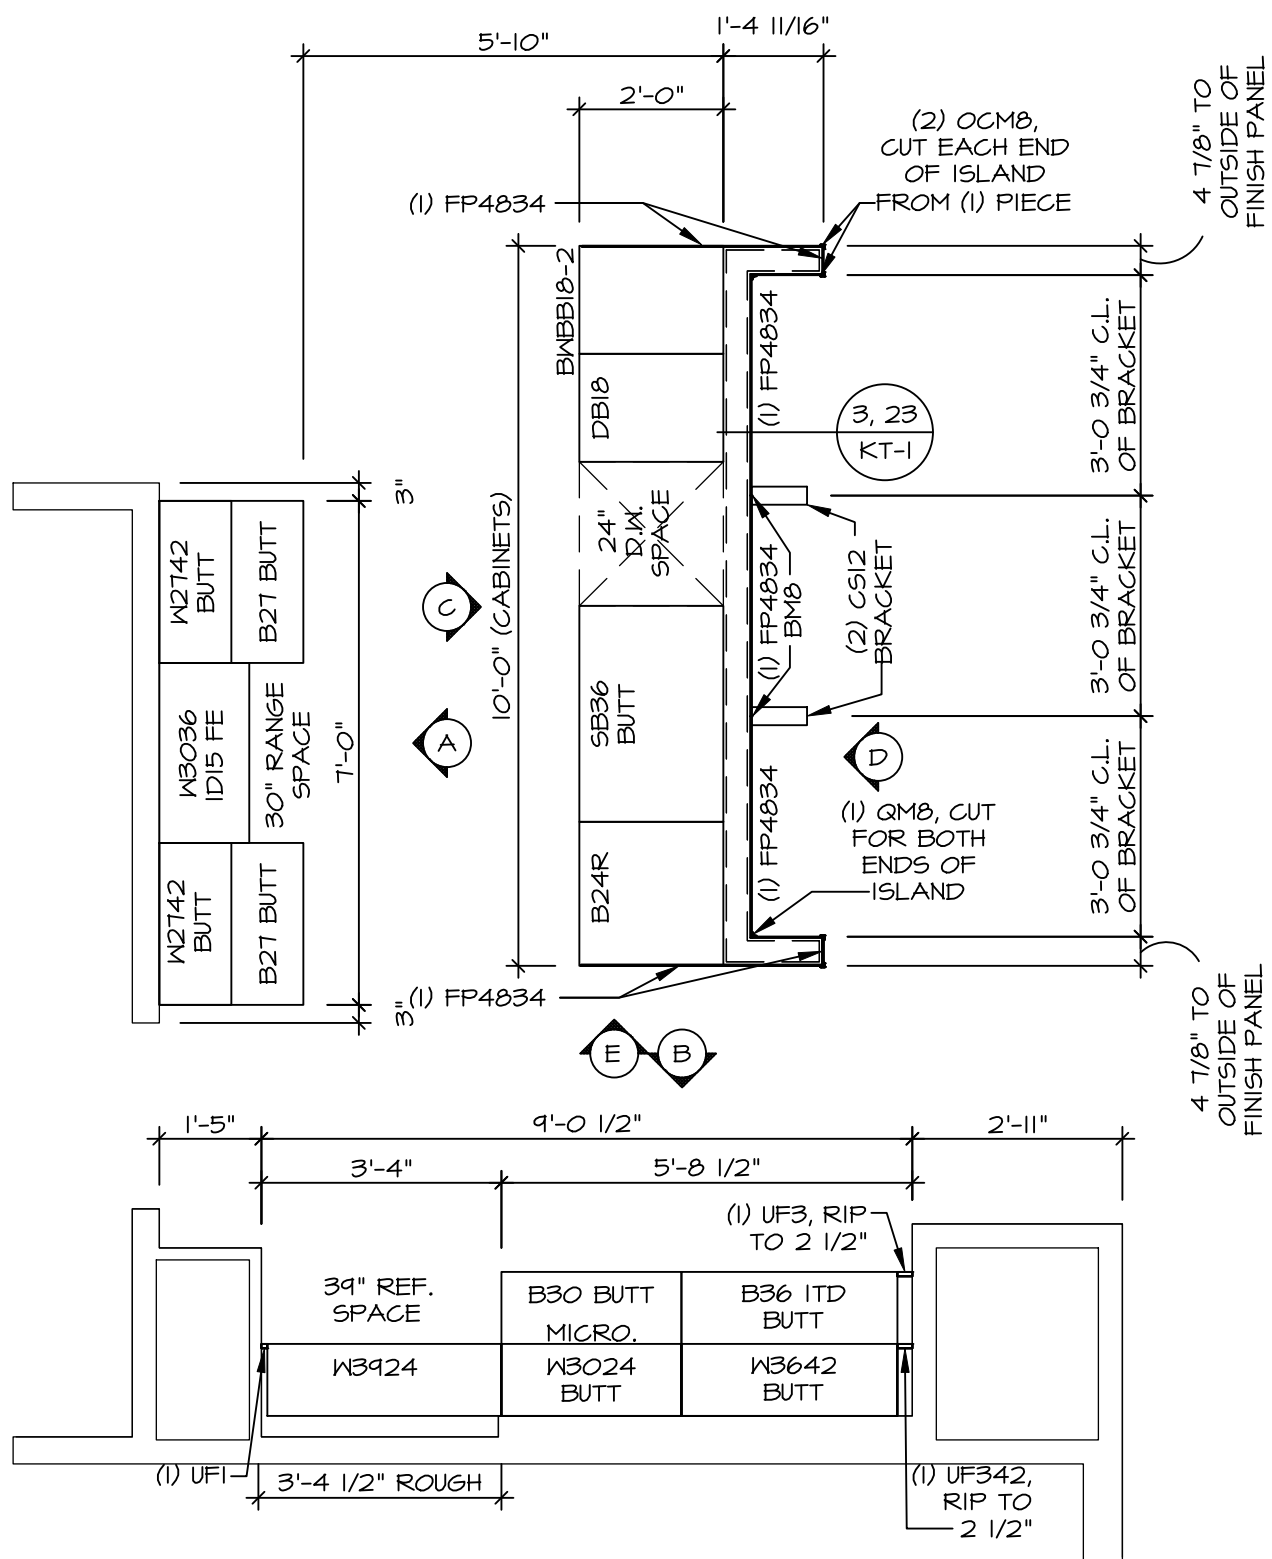 1'-4 11/16"
5'-10"
2'-0"
(2) OCM8,
CUT EACH END
OF ISLAND
FROM (1) PIECE
4 7/8" TO
OUTSIDE OF
FINISH PANEL
(1) FP4834
BWBB18-2
DB18
24"
D.W.
SPACE
SB36
BUTT
B24R
10'-0" (CABINETS)
(1) FP4834
3, 23
KT-1
(1) FP4834
BM8
(2) CS12
BRACKET
(1) FP4834
3'-0 3/4" C.L.
OF BRACKET
3'-0 3/4" C.L.
OF BRACKET
3'-0 3/4" C.L.
OF BRACKET
3"
W2742
BUTT
B27 BUTT
W3036
1D15 FE
30" RANGE
SPACE
7'-0"
W2742
BUTT
B27 BUTT
3"
C
A
D
(1) QM8, CUT
FOR BOTH
ENDS OF
ISLAND
(1) FP4834
E
B
4 7/8" TO
OUTSIDE OF
FINISH PANEL
1'-5"
9'-0 1/2"
2'-11"
3'-4"
5'-8 1/2"
(1) UF3, RIP
TO 2 1/2"
39" REF.
SPACE
B30 BUTT
MICRO.
B36 1TD
BUTT
W3924
W3024
BUTT
W3642
BUTT
(1) UF1
3'-4 1/2" ROUGH
(1) UF342,
RIP TO
2 1/2"